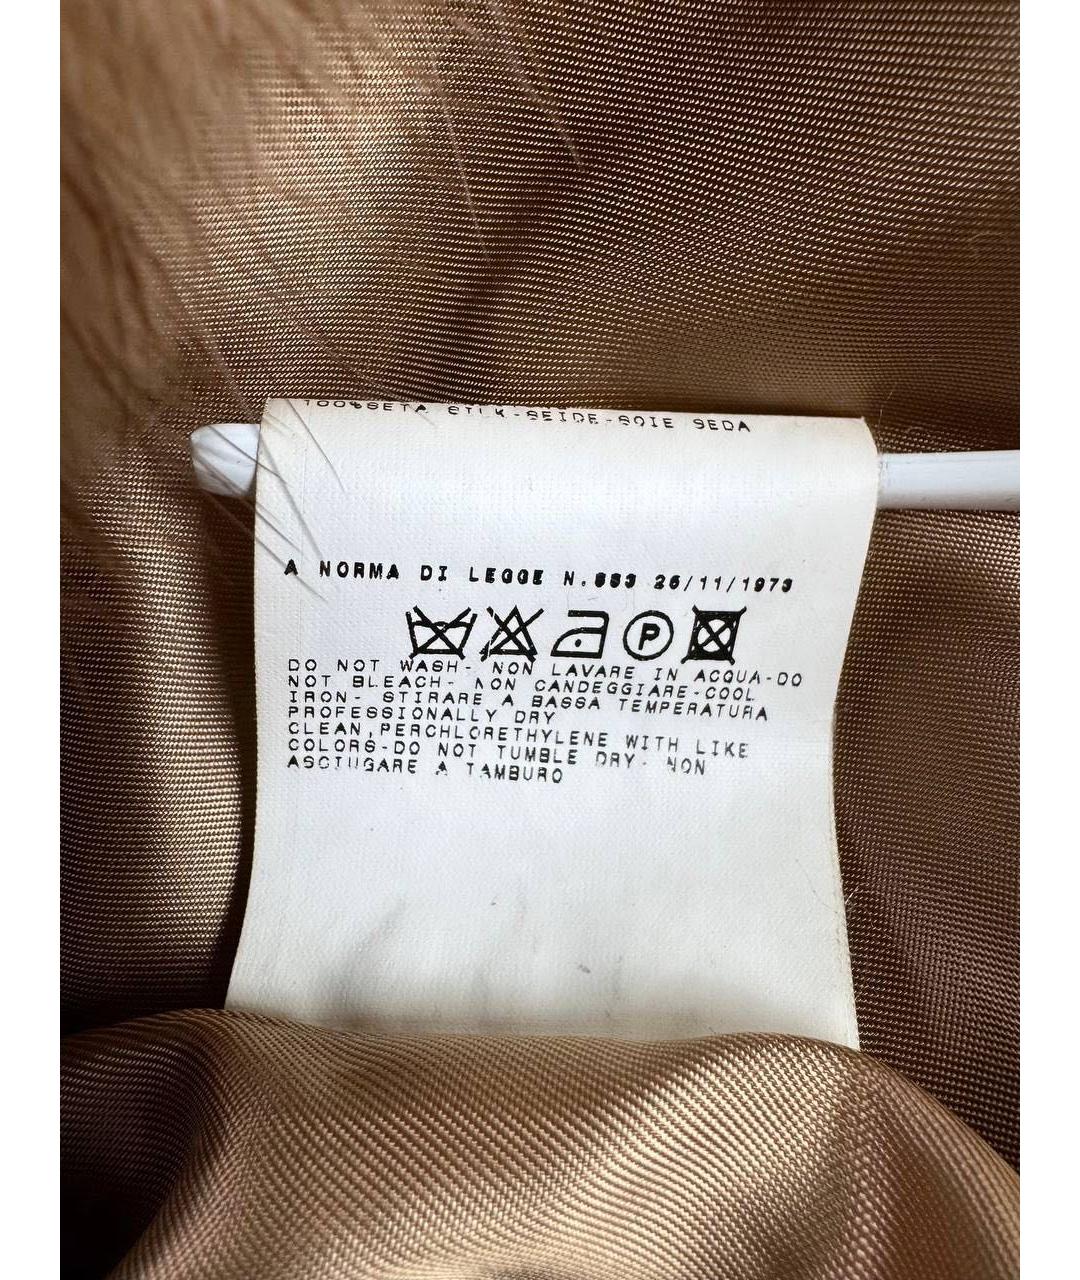 100%SETA SILK-SEIDE-SOIE SEDA
A NORMA DI LEGGE N.883 26/11/1973
P
DO NOT WASH- NON LAVARE IN ACQUA-DO
NOT BLEACH- NON CANDEGGIARE-COOL
IRON- STIRARE A BASSA TEMPERATURA
PROFESSIONALLY DRY
CLEAN,PERCHLORETHYLENE WITH LIKE
COLORS-DO NOT TUMBLE DRY- NON
ASCIUGARE A TAMBURO